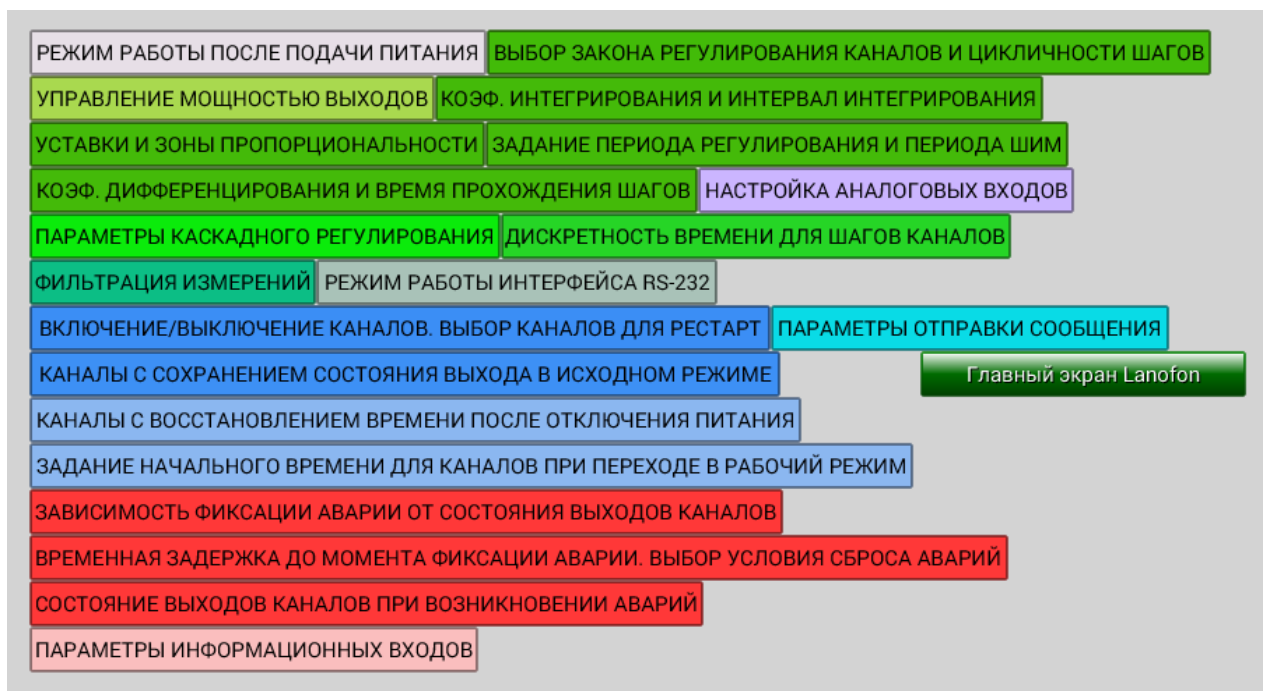 РЕЖИМ РАБОТЫ ПОСЛЕ ПОДАЧИ ПИТАНИЯ ВЫБОР ЗАКОНА РЕГУЛИРОВАНИЯ КАНАЛОВ И ЦИКЛИЧНОСТИ ШАГОВ
УПРАВЛЕНИЕ МОЩНОСТЬЮ ВЫХОДОВ КОЭФ. ИНТЕГРИРОВАНИЯ И ИНТЕРВАЛ ИНТЕГРИРОВАНИЯ
УСТАВКИ И ЗОНЫ ПРОПОРЦИОНАЛЬНОСТИ ЗАДАНИЕ ПЕРИОДА РЕГУЛИРОВАНИЯ И ПЕРИОДА ШИМ
КОЭФ. ДИФФЕРЕНЦИРОВАНИЯ И ВРЕМЯ ПРОХОЖДЕНИЯ ШАГОВ НАСТРОЙКА АНАЛОГОВЫХ ВХОДОВ
ПАРАМЕТРЫ КАСКАДНОГО РЕГУЛИРОВАНИЯ ДИСКРЕТНОСТЬ ВРЕМЕНИ ДЛЯ ШАГОВ КАНАЛОВ
ФИЛЬТРАЦИЯ ИЗМЕРЕНИЙ РЕЖИМ РАБОТЫ ИНТЕРФЕЙСА RS-232
ВКЛЮЧЕНИЕ/ВЫКЛЮЧЕНИЕ КАНАЛОВ. ВЫБОР КАНАЛОВ ДЛЯ РЕСТАРТ ПАРАМЕТРЫ ОТПРАВКИ СООБЩЕНИЯ
КАНАЛЫ С СОХРАНЕНИЕМ СОСТОЯНИЯ ВЫХОДА В ИСХОДНОМ РЕЖИМЕ Главный экран Lanofon
КАНАЛЫ С ВОССТАНОВЛЕНИЕМ ВРЕМЕНИ ПОСЛЕ ОТКЛЮЧЕНИЯ ПИТАНИЯ
ЗАДАНИЕ НАЧАЛЬНОГО ВРЕМЕНИ ДЛЯ КАНАЛОВ ПРИ ПЕРЕХОДЕ В РАБОЧИЙ РЕЖИМ
ЗАВИСИМОСТЬ ФИКСАЦИИ АВАРИИ ОТ СОСТОЯНИЯ ВЫХОДОВ КАНАЛОВ
ВРЕМЕННАЯ ЗАДЕРЖКА ДО МОМЕНТА ФИКСАЦИИ АВАРИИ. ВЫБОР УСЛОВИЯ СБРОСА АВАРИЙ
СОСТОЯНИЕ ВЫХОДОВ КАНАЛОВ ПРИ ВОЗНИКНОВЕНИИ АВАРИЙ
ПАРАМЕТРЫ ИНФОРМАЦИОННЫХ ВХОДОВ